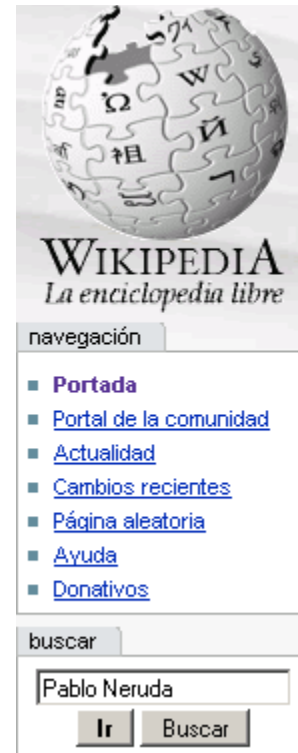 Ω
W
И
祖
WIKIPEDIA
La enciclopedia libre
navegación
Portada
Portal de la comunidad
Actualidad
Cambios recientes
Página aleatoria
Ayuda
Donativos
buscar
Pablo Neruda
Ir Buscar